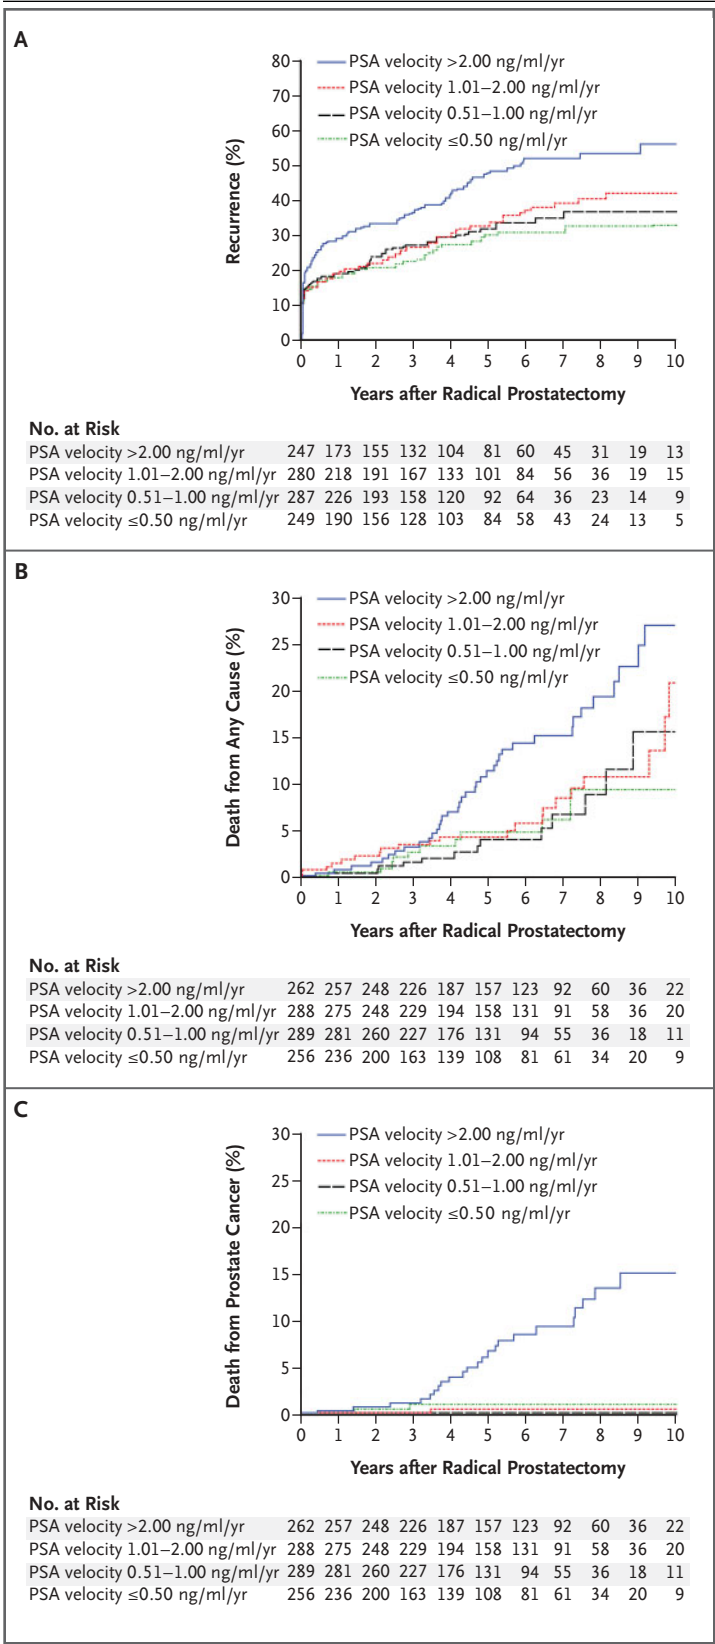 A
80
70
60
50
40
30
20
10
0
Recurrence (%)
PSA velocity >2.00 ng/ml/yr
PSA velocity 1.01–2.00 ng/ml/yr
PSA velocity 0.51–1.00 ng/ml/yr
PSA velocity ≤0.50 ng/ml/yr
0 1 2 3 4 5 6 7 8 9 10
Years after Radical Prostatectomy
No. at Risk
PSA velocity >2.00 ng/ml/yr 247 173 155 132 104 81 60 45 31 19 13
PSA velocity 1.01–2.00 ng/ml/yr 280 218 191 167 133 101 84 56 36 19 15
PSA velocity 0.51–1.00 ng/ml/yr 287 226 193 158 120 92 64 36 23 14 9
PSA velocity ≤0.50 ng/ml/yr 249 190 156 128 103 84 58 43 24 13 5
B
30
25
20
15
10
5
0
Death from Any Cause (%)
PSA velocity >2.00 ng/ml/yr
PSA velocity 1.01–2.00 ng/ml/yr
PSA velocity 0.51–1.00 ng/ml/yr
PSA velocity ≤0.50 ng/ml/yr
0 1 2 3 4 5 6 7 8 9 10
Years after Radical Prostatectomy
No. at Risk
PSA velocity >2.00 ng/ml/yr 262 257 248 226 187 157 123 92 60 36 22
PSA velocity 1.01–2.00 ng/ml/yr 288 275 248 229 194 158 131 91 58 36 20
PSA velocity 0.51–1.00 ng/ml/yr 289 281 260 227 176 131 94 55 36 18 11
PSA velocity ≤0.50 ng/ml/yr 256 236 200 163 139 108 81 61 34 20 9
C
30
25
20
15
10
5
0
Death from Prostate Cancer (%)
PSA velocity >2.00 ng/ml/yr
PSA velocity 1.01–2.00 ng/ml/yr
PSA velocity 0.51–1.00 ng/ml/yr
PSA velocity ≤0.50 ng/ml/yr
0 1 2 3 4 5 6 7 8 9 10
Years after Radical Prostatectomy
No. at Risk
PSA velocity >2.00 ng/ml/yr 262 257 248 226 187 157 123 92 60 36 22
PSA velocity 1.01–2.00 ng/ml/yr 288 275 248 229 194 158 131 91 58 36 20
PSA velocity 0.51–1.00 ng/ml/yr 289 281 260 227 176 131 94 55 36 18 11
PSA velocity ≤0.50 ng/ml/yr 256 236 200 163 139 108 81 61 34 20 9